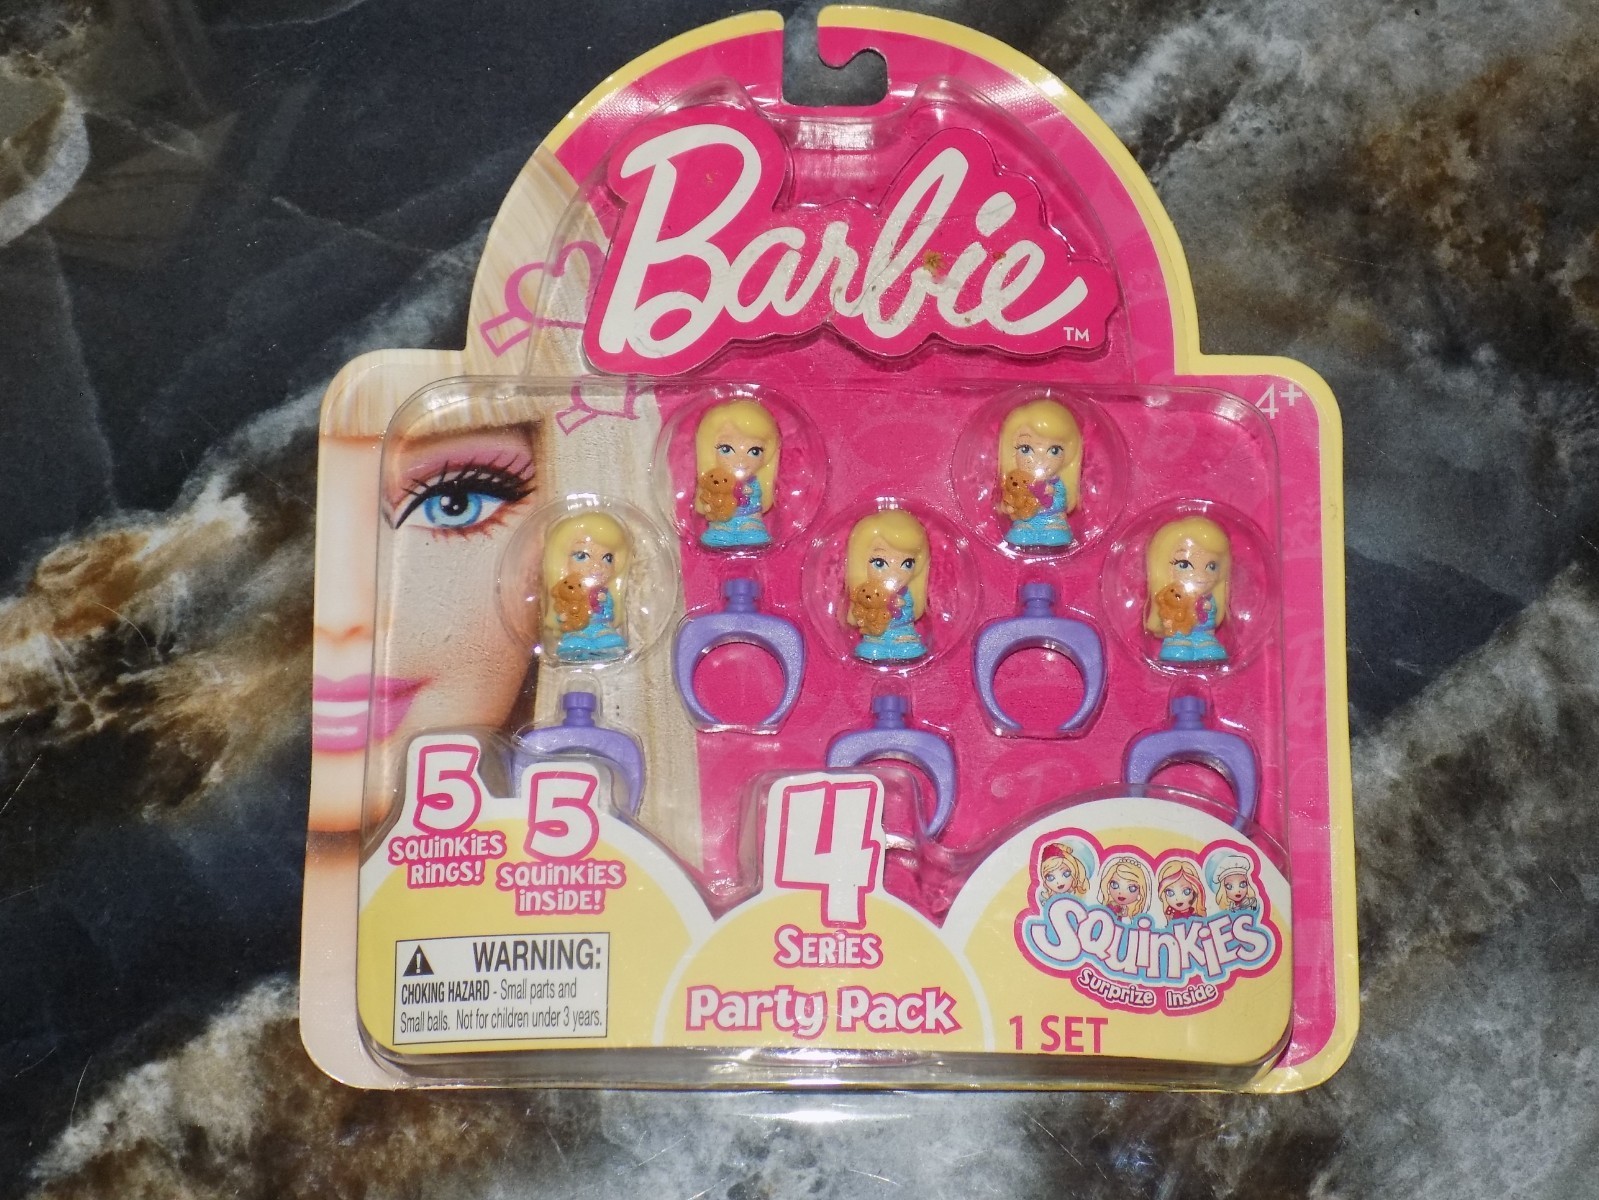 Barbie
TM
4+
5
SQUINKIES
RINGS!
5
SQUINKIES
INSIDE!
4
SERIES
Party Pack
SQUINKIES
Surprize Inside
1 SET
WARNING:
CHOKING HAZARD - Small parts and
Small balls. Not for children under 3 years.